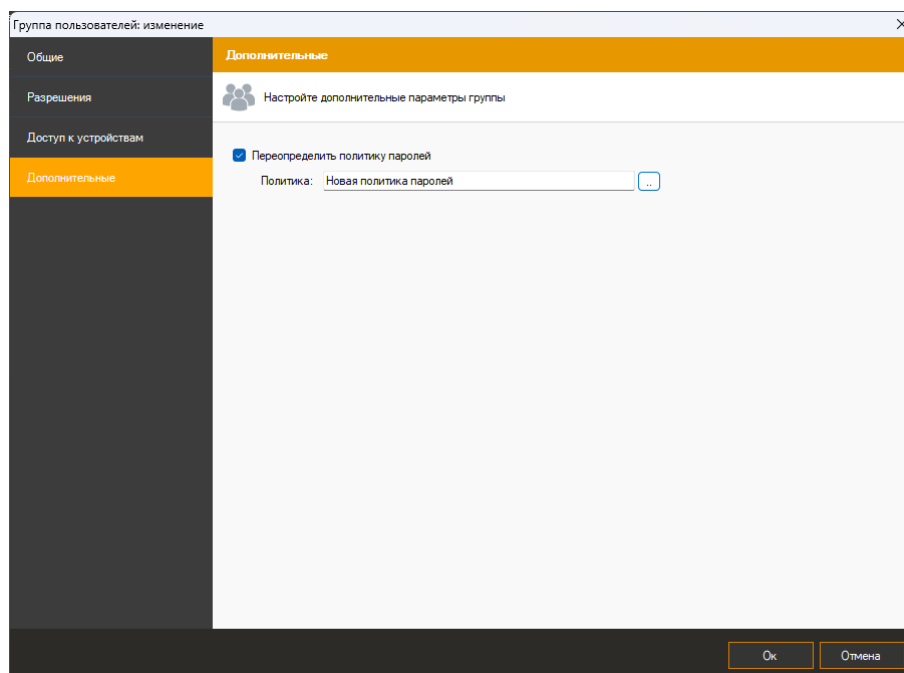 Группа пользователей: изменение
Общие
Разрешения
Доступ к устройствам
Дополнительные
Дополнительные
Настройте дополнительные параметры группы
Переопределить политику паролей
Политика: Новая политика паролей ..
Ок Отмена